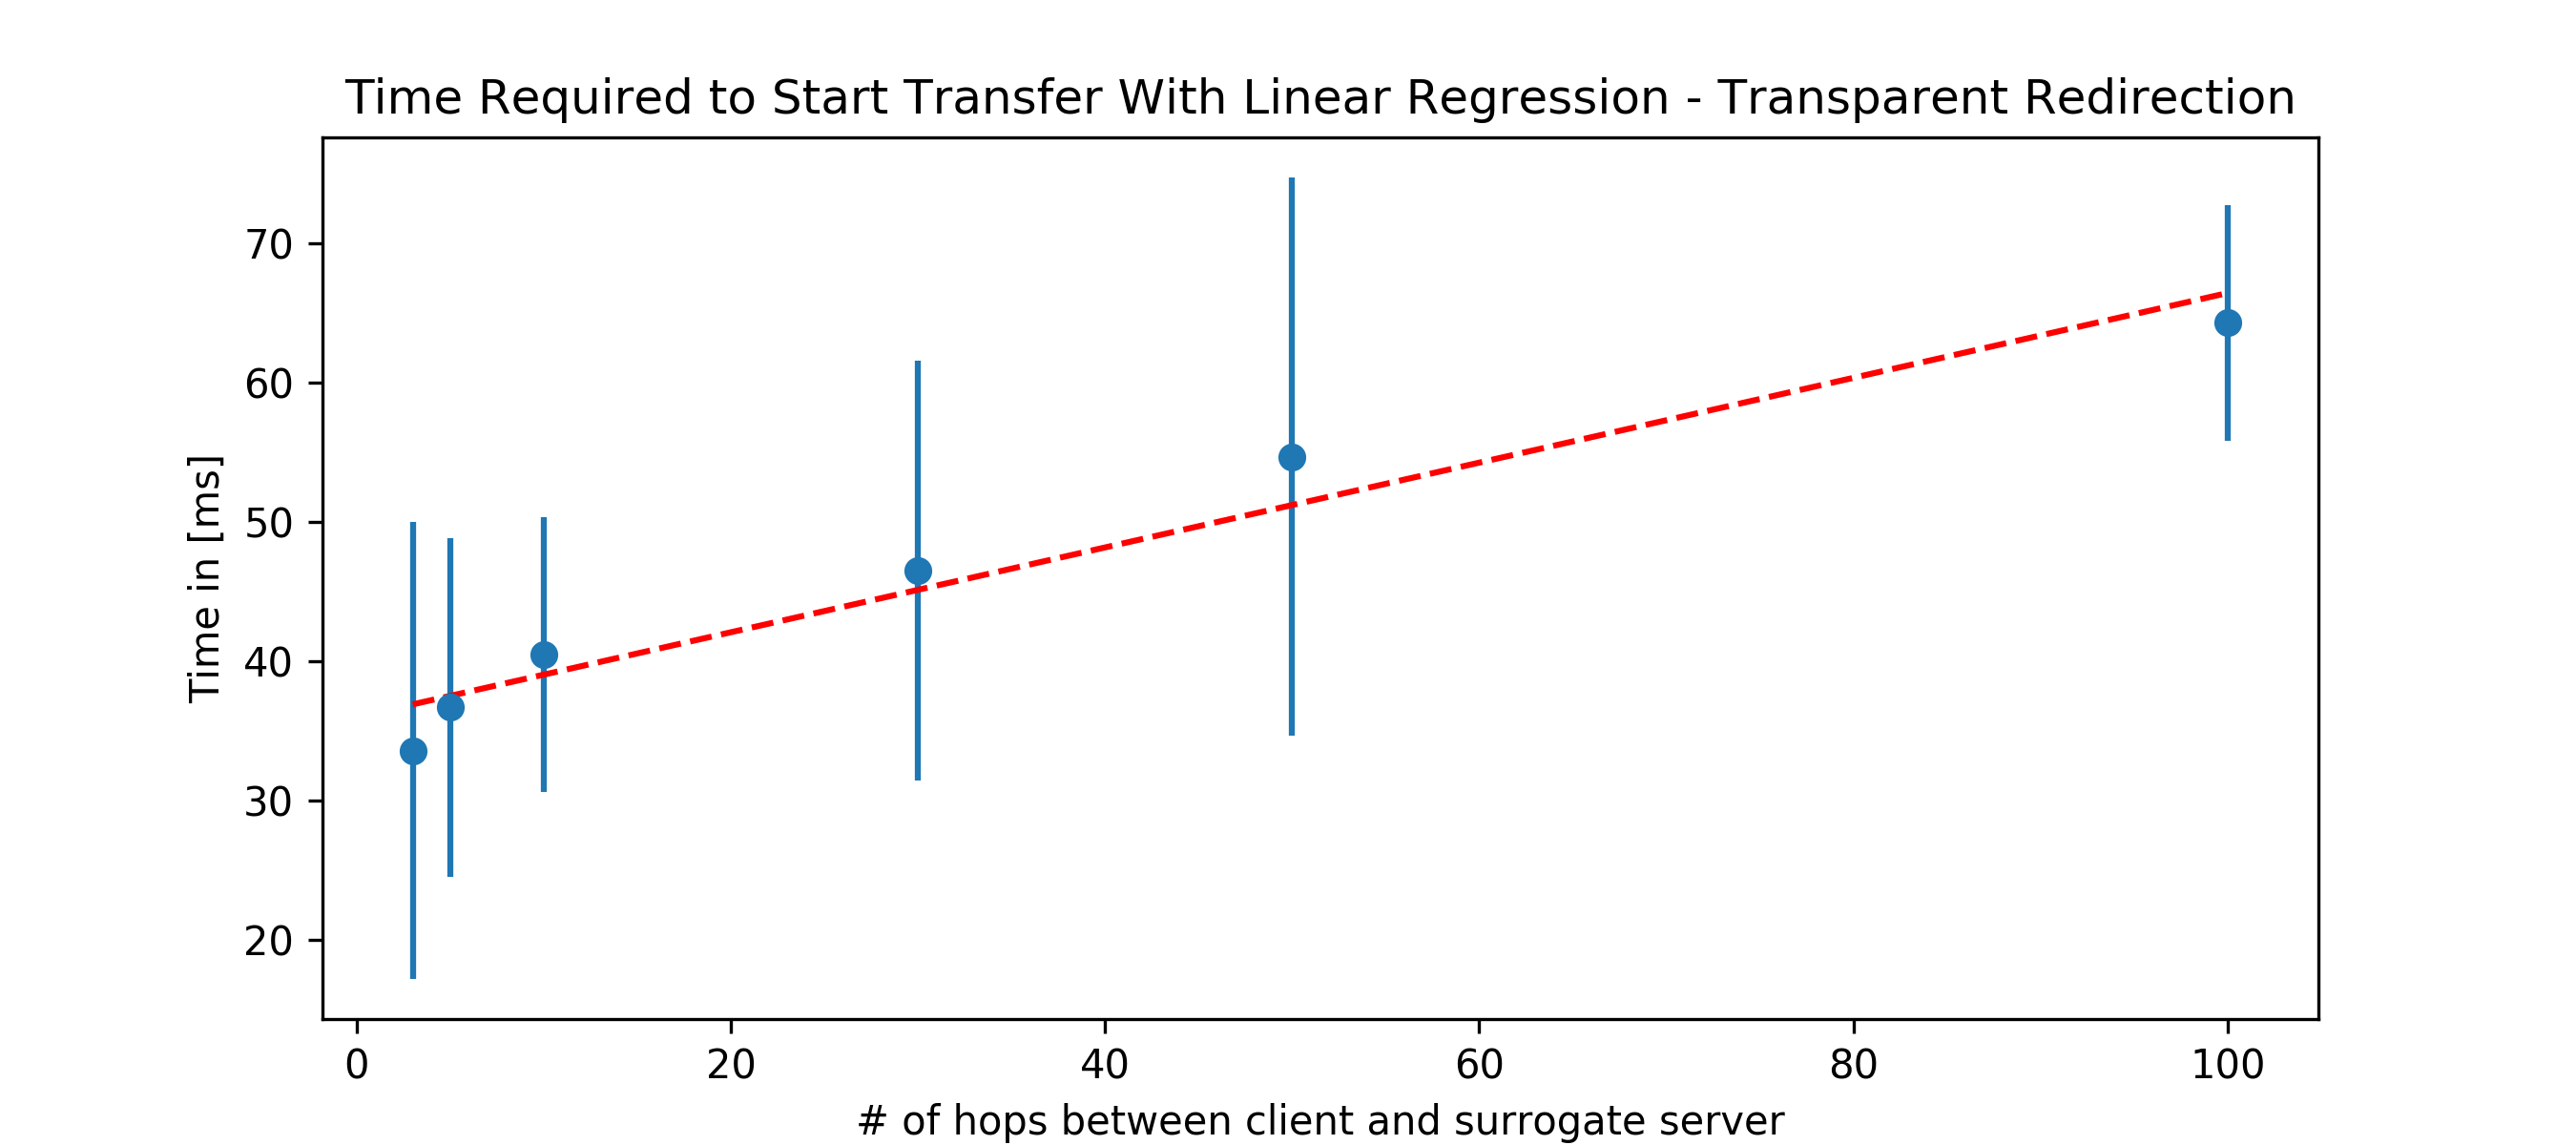 Time Required to Start Transfer With Linear Regression - Transparent Redirection
70
60
50
40
30
20
Time in [ms]
0 20 40 60 80 100
# of hops between client and surrogate server